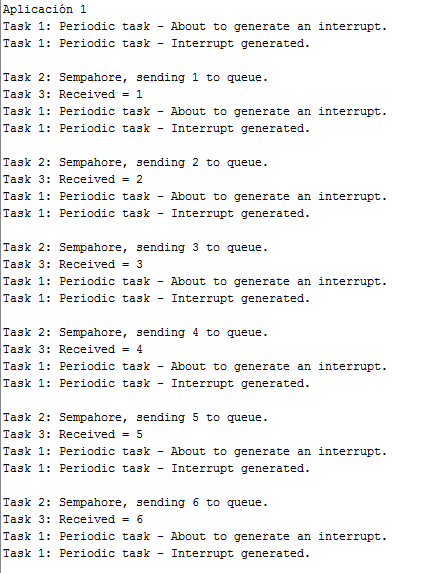 Aplicación 1
Task 1: Periodic task - About to generate an interrupt.
Task 1: Periodic task - Interrupt generated.

Task 2: Sempahore, sending 1 to queue.
Task 3: Received = 1
Task 1: Periodic task - About to generate an interrupt.
Task 1: Periodic task - Interrupt generated.

Task 2: Sempahore, sending 2 to queue.
Task 3: Received = 2
Task 1: Periodic task - About to generate an interrupt.
Task 1: Periodic task - Interrupt generated.

Task 2: Sempahore, sending 3 to queue.
Task 3: Received = 3
Task 1: Periodic task - About to generate an interrupt.
Task 1: Periodic task - Interrupt generated.

Task 2: Sempahore, sending 4 to queue.
Task 3: Received = 4
Task 1: Periodic task - About to generate an interrupt.
Task 1: Periodic task - Interrupt generated.

Task 2: Sempahore, sending 5 to queue.
Task 3: Received = 5
Task 1: Periodic task - About to generate an interrupt.
Task 1: Periodic task - Interrupt generated.

Task 2: Sempahore, sending 6 to queue.
Task 3: Received = 6
Task 1: Periodic task - About to generate an interrupt.
Task 1: Periodic task - Interrupt generated.